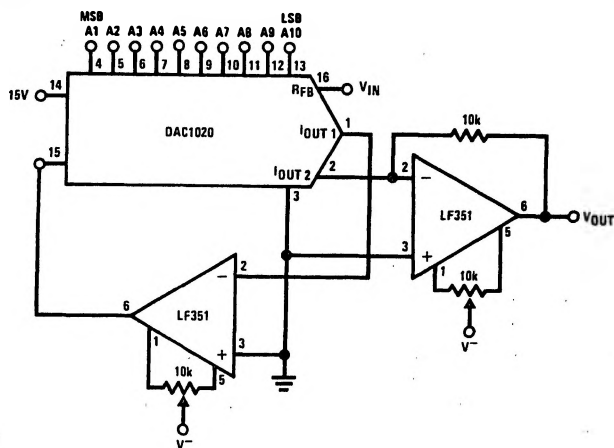 MSB LSB
A1 A2 A3 A4 A5 A6 A7 A8 A9 A10
4 5 6 7 8 9 10 11 12 13
15V 14
16
RFB VIN
DAC1020
15
1
IOUT 1
IOUT 2
2
3
10k
2
−
LF351
6
VOUT
5
3
+
1
10k
V−
2
−
6
LF351
1
+
3
5
10k
V−